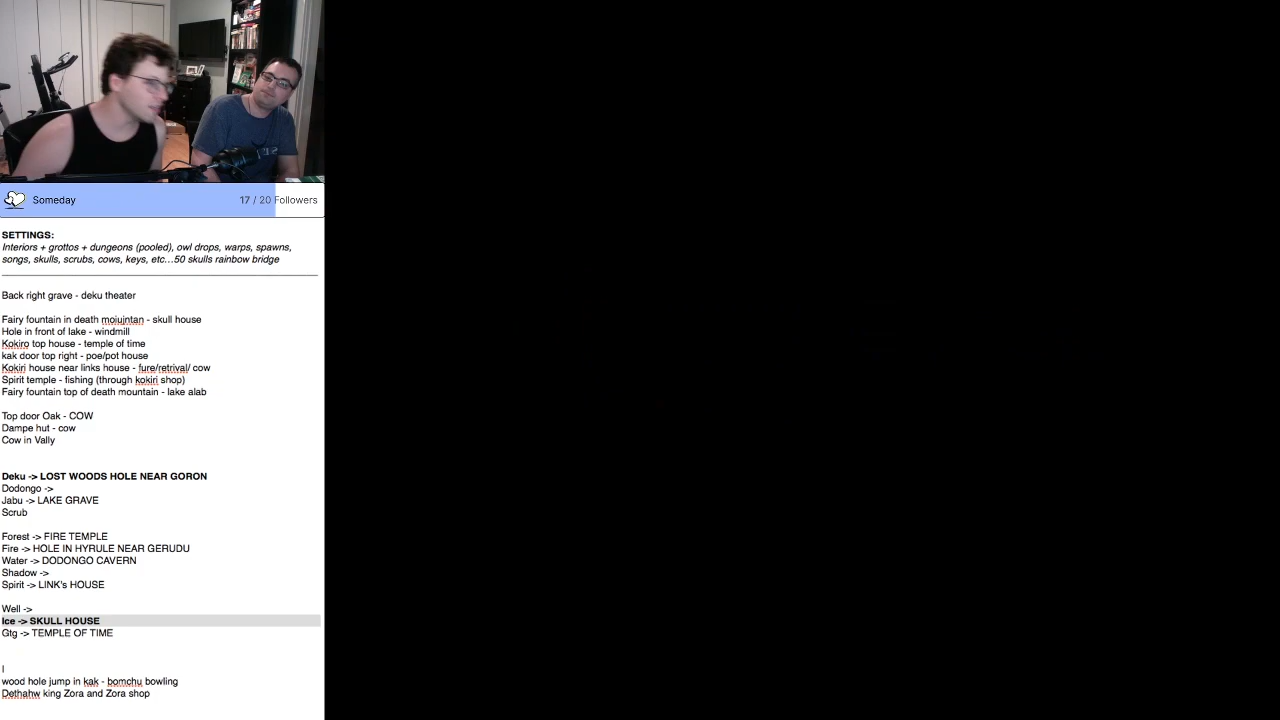 Someday
17 / 20 Followers
SETTINGS:
Interiors + grottos + dungeons (pooled), owl drops, warps, spawns,
songs, skulls, scrubs, cows, keys, etc...50 skulls rainbow bridge
Back right grave - deku theater
Fairy fountain in death moiujntan - skull house
Hole in front of lake - windmill
Kokiro top house - temple of time
kak door top right - poe/pot house
Kokiri house near links house - fure/retrival/ cow
Spirit temple - fishing (through kokiri shop)
Fairy fountain top of death mountain - lake alab
Top door Oak - COW
Dampe hut - cow
Cow in Vally
Deku -> LOST WOODS HOLE NEAR GORON
Dodongo ->
Jabu -> LAKE GRAVE
Scrub
Forest -> FIRE TEMPLE
Fire -> HOLE IN HYRULE NEAR GERUDU
Water -> DODONGO CAVERN
Shadow ->
Spirit -> LINK's HOUSE
Well ->
Ice -> SKULL HOUSE
Gtg -> TEMPLE OF TIME
I
wood hole jump in kak - bomchu bowling
Dethahw king Zora and Zora shop